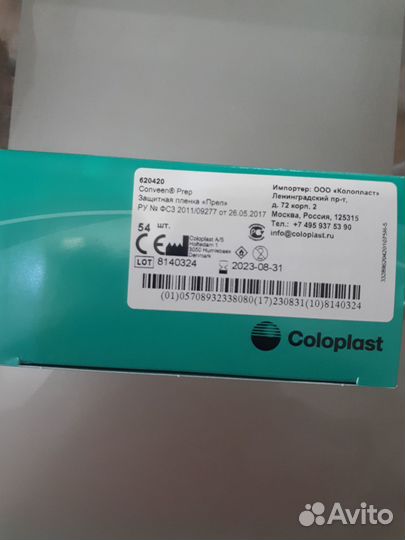 620420
Conveen® Prep
Защитная пленка «Преп»
РУ № ФСЗ 2011/09277 от 26.05.2017
54 шт.
CE
Coloplast A/S
Holtedam 1
3050 Humlebaek
LOT 8140324
2023-08-31
Импортер: ООО «Колопласт»
Ленинградский пр-т,
д. 72 корп. 2
Москва, Россия, 125315
Тел.: +7 495 937 53 90
info@coloplast.ru
(01)05708932338080(17)230831(10)8140324
Coloplast
Avito